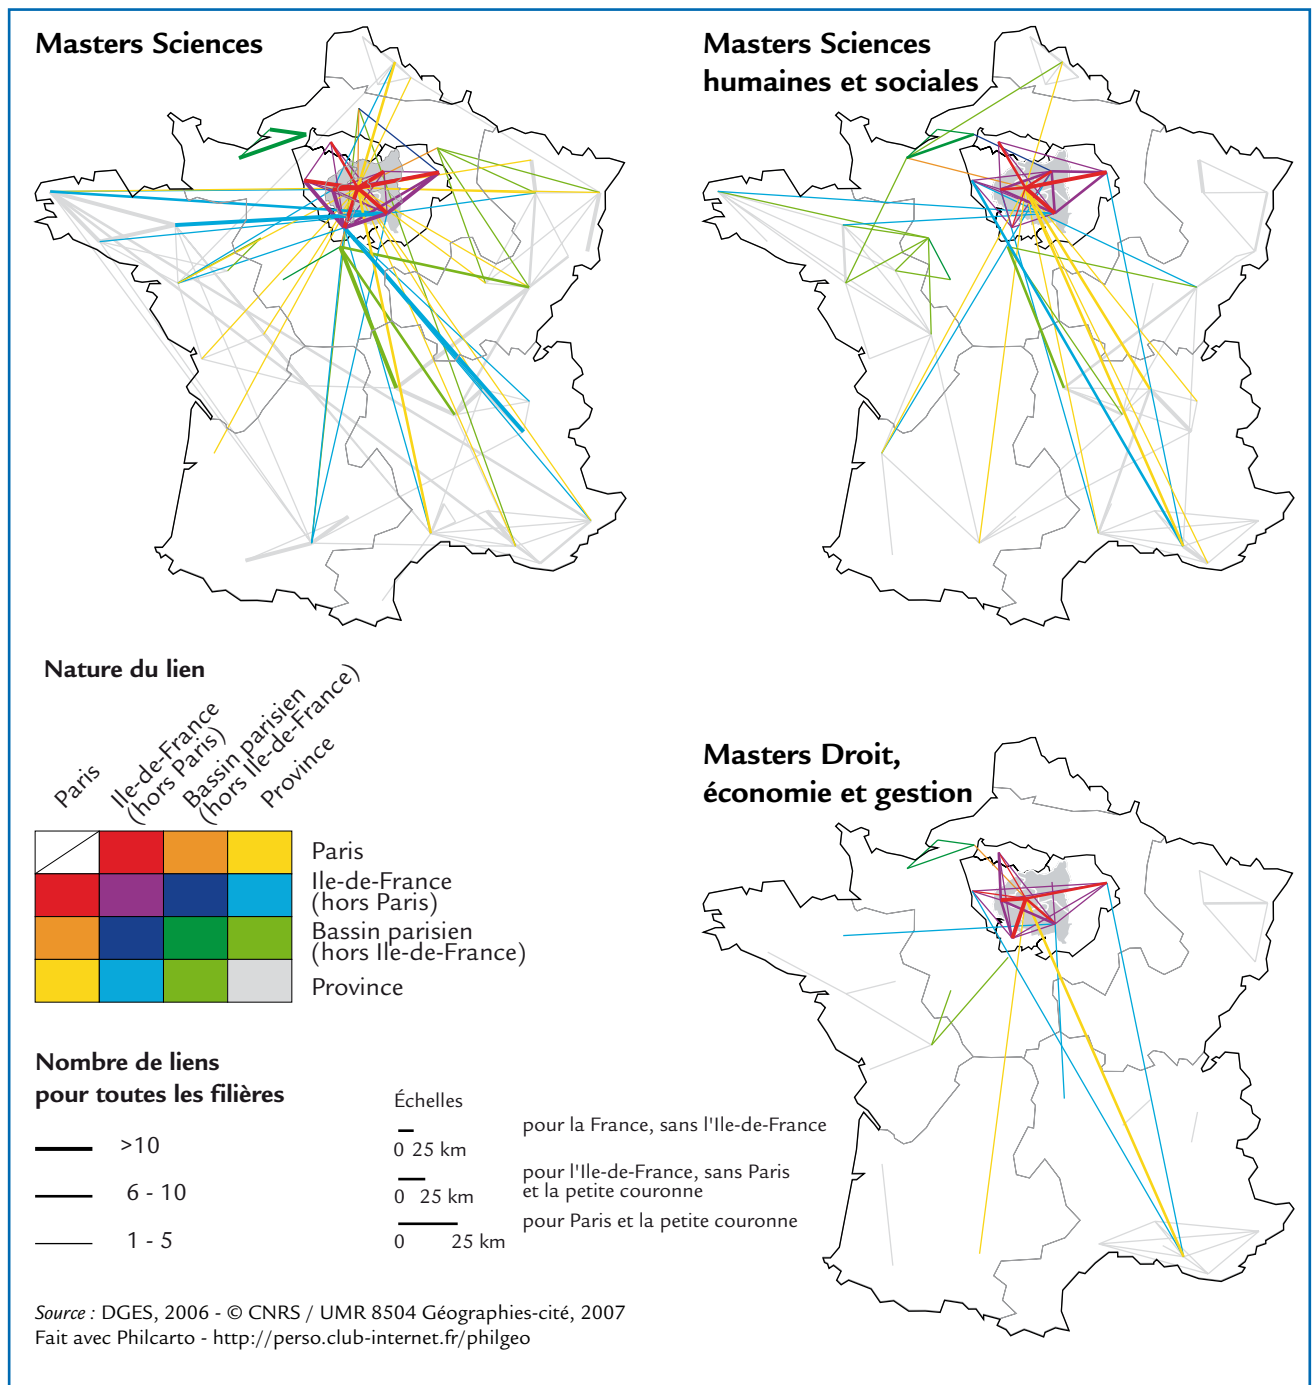 Masters Sciences
Masters Sciences
humaines et sociales
Nature du lien
Paris
Ile-de-France
(hors Paris)
Bassin parisien
(hors Ile-de-France)
Province
Paris
Ile-de-France
(hors Paris)
Bassin parisien
(hors Ile-de-France)
Province
Masters Droit,
économie et gestion
Nombre de liens
pour toutes les filières
>10
6 - 10
1 - 5
Échelles
0 25 km
pour la France, sans l'Ile-de-France
0 25 km
pour l'Ile-de-France, sans Paris
et la petite couronne
0 25 km
pour Paris et la petite couronne
Source : DGES, 2006 - © CNRS / UMR 8504 Géographies-cité, 2007
Fait avec Philcarto - http://perso.club-internet.fr/philgeo